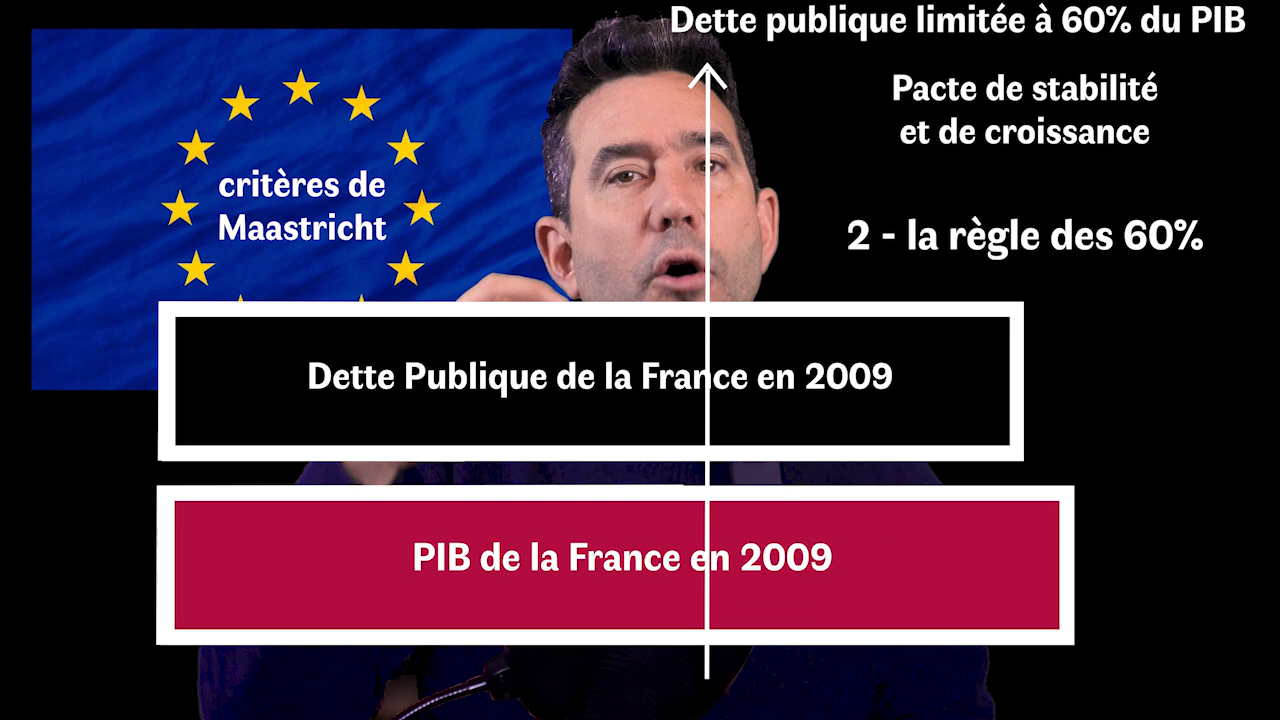 Dette publique limitée à 60% du PIB
Pacte de stabilité
et de croissance
critères de
Maastricht
2 - la règle des 60%
Dette Publique de la France en 2009
PIB de la France en 2009